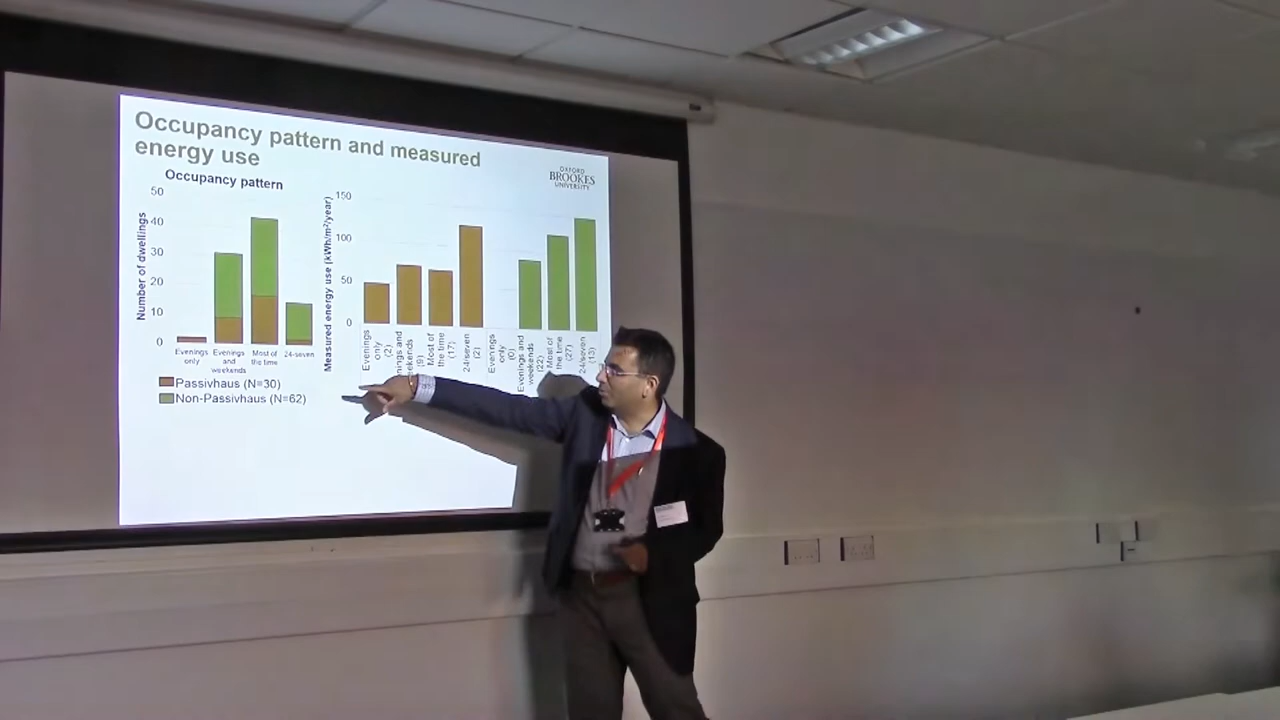 Occupancy pattern and measured
energy use
OXFORD
BROOKES
UNIVERSITY
Occupancy pattern
Number of dwellings
50
40
30
20
10
0
Evenings
only
Evenings
and
weekends
Most of
the time
24-seven
Passivhaus (N=30)
Non-Passivhaus (N=62)
Measured energy use (kWh/m²/year)
150
100
50
0
Evenings
only
(2)
and
(9)
Most of
the time
(17)
24/seven
(2)
Evenings
only
(0)
Evenings and
weekends
(22)
Most of
the time
(27)
24/seven
(13)